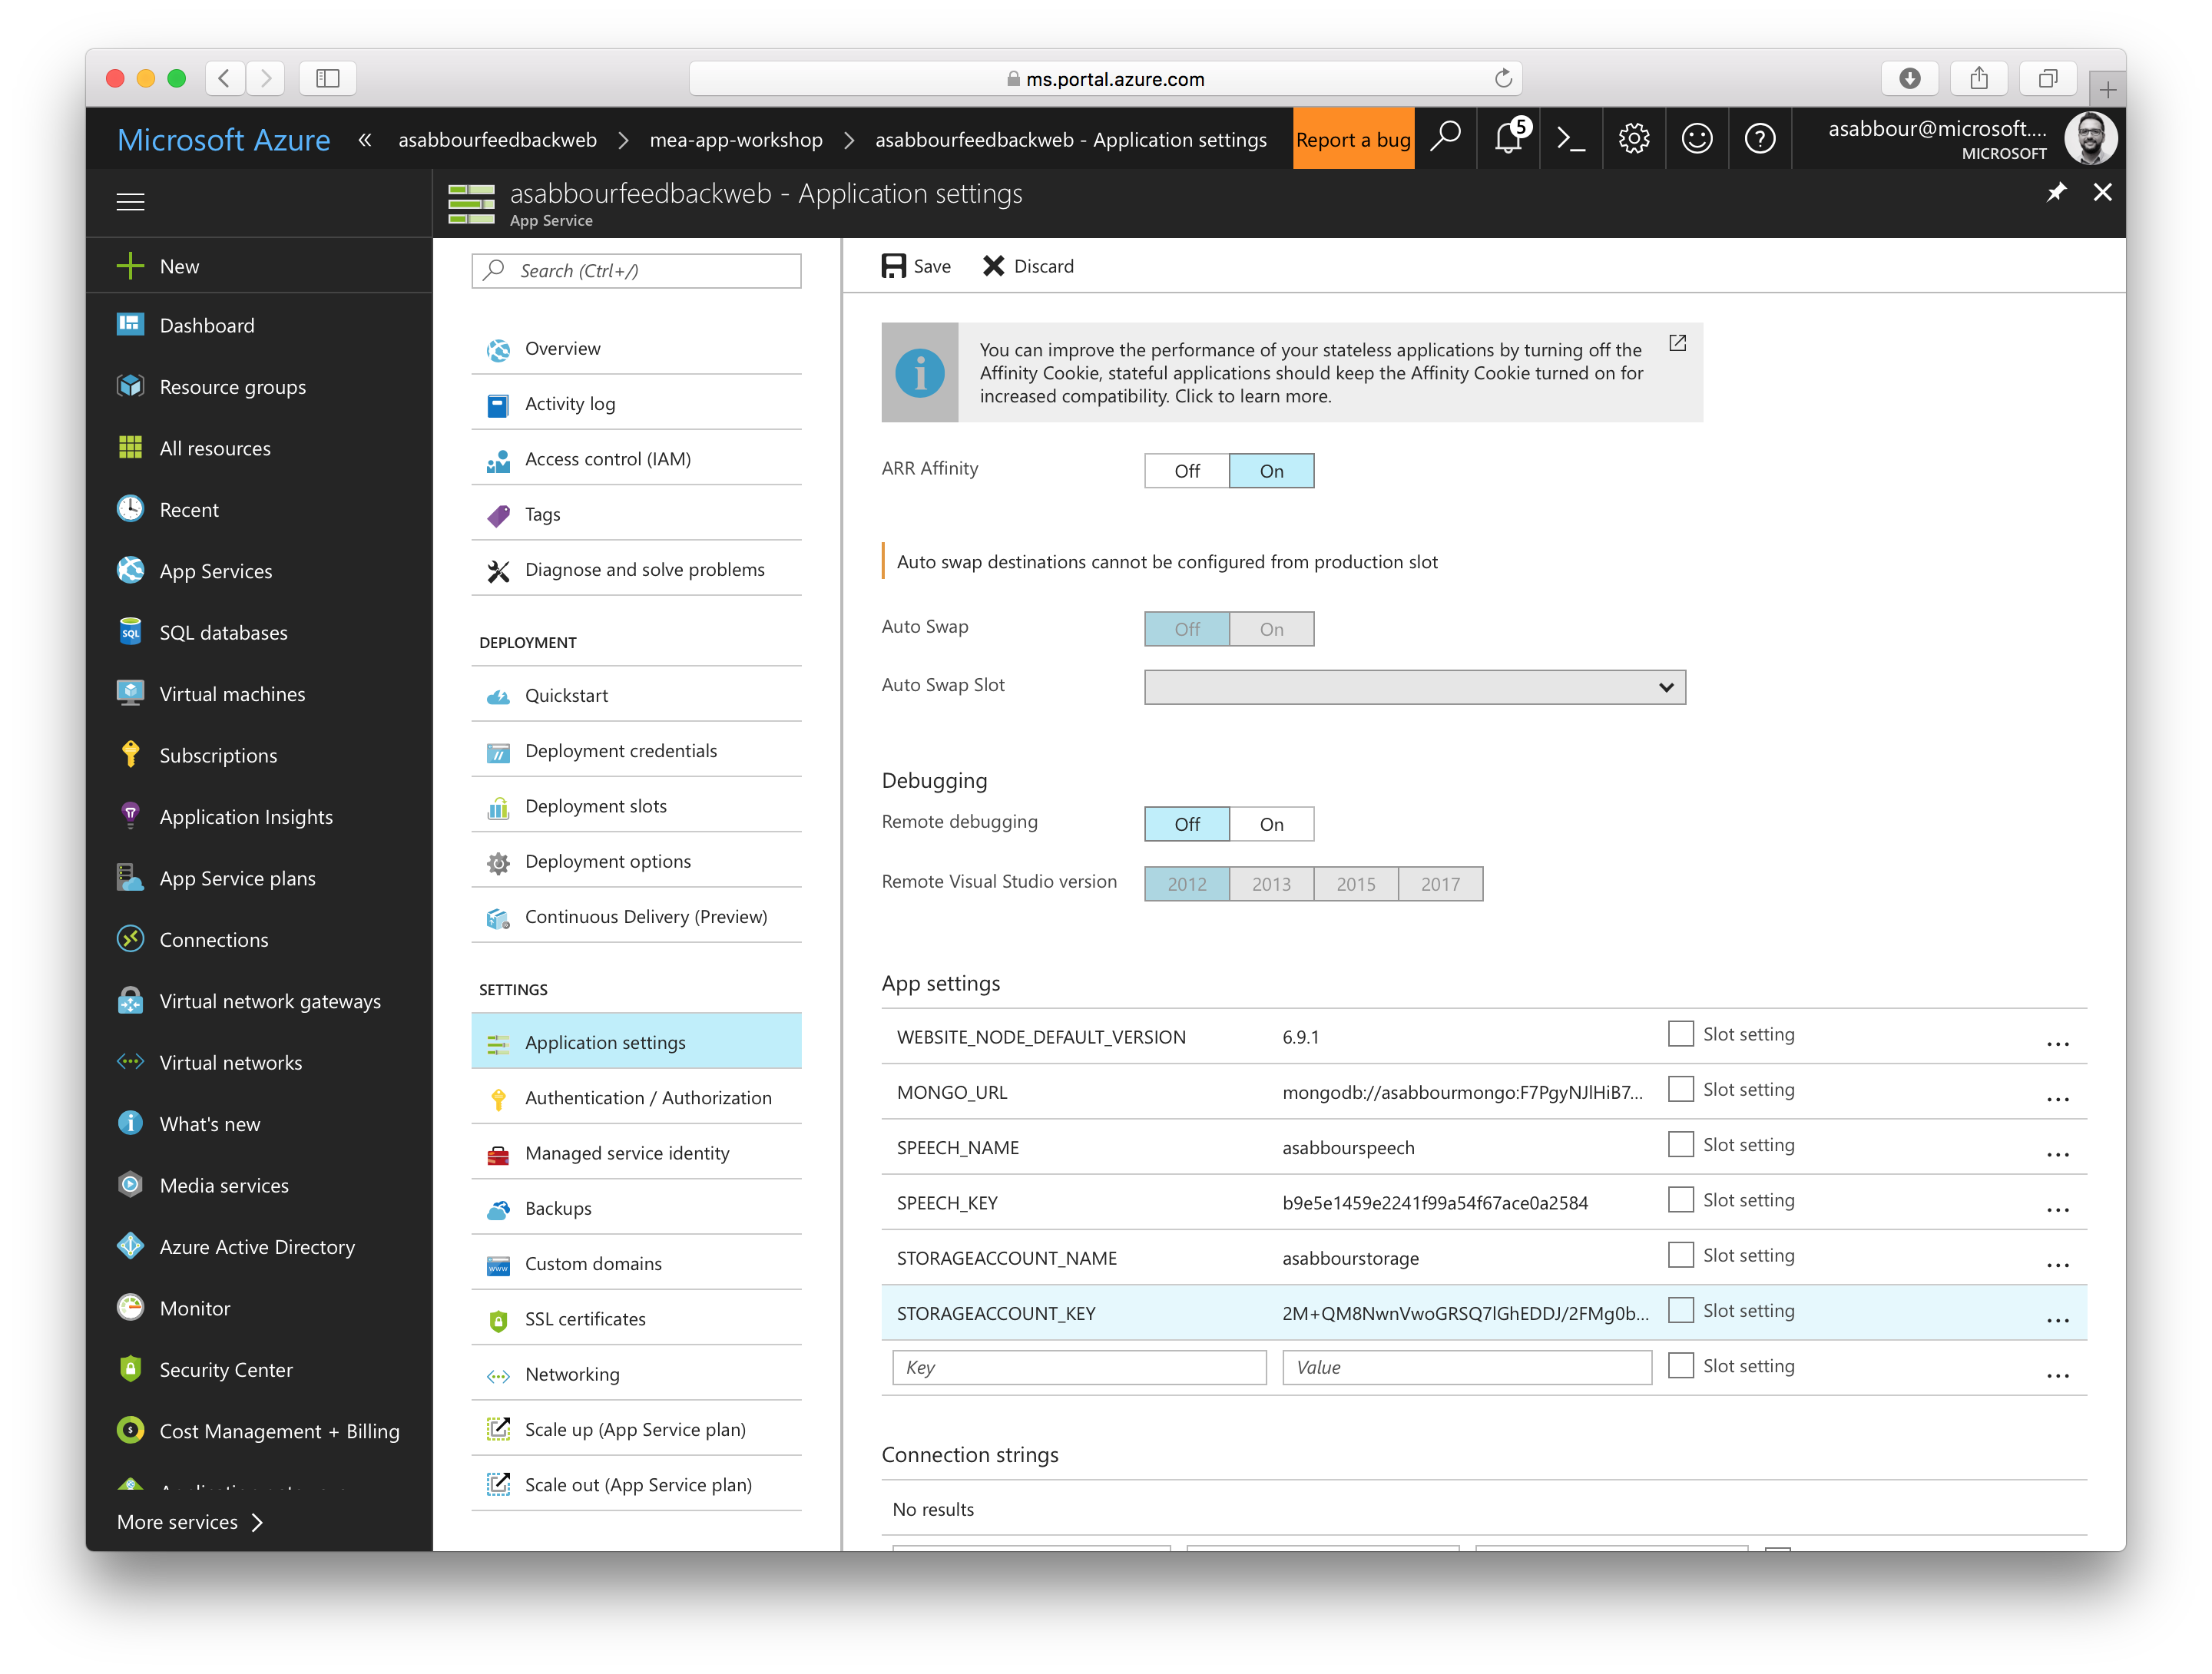 ms.portal.azure.com
Microsoft Azure
asabbourfeedbackweb
mea-app-workshop
asabbourfeedbackweb - Application settings
Report a bug
5
asabbour@microsoft....
MICROSOFT
asabbourfeedbackweb - Application settings
App Service
New
Dashboard
Resource groups
All resources
Recent
App Services
SQL databases
Virtual machines
Subscriptions
Application Insights
App Service plans
Connections
Virtual network gateways
Virtual networks
What's new
Media services
Azure Active Directory
Monitor
Security Center
Cost Management + Billing
More services
Search (Ctrl+/)
Overview
Activity log
Access control (IAM)
Tags
Diagnose and solve problems
DEPLOYMENT
Quickstart
Deployment credentials
Deployment slots
Deployment options
Continuous Delivery (Preview)
SETTINGS
Application settings
Authentication / Authorization
Managed service identity
Backups
Custom domains
SSL certificates
Networking
Scale up (App Service plan)
Scale out (App Service plan)
Save Discard
You can improve the performance of your stateless applications by turning off the
Affinity Cookie, stateful applications should keep the Affinity Cookie turned on for
increased compatibility. Click to learn more.
ARR Affinity Off On
Auto swap destinations cannot be configured from production slot
Auto Swap Off On
Auto Swap Slot
Debugging
Remote debugging Off On
Remote Visual Studio version 2012 2013 2015 2017
App settings
WEBSITE_NODE_DEFAULT_VERSION 6.9.1 Slot setting ...
MONGO_URL mongodb://asabbourmongo:F7PgyNJlHiB7... Slot setting ...
SPEECH_NAME asabbourspeech Slot setting ...
SPEECH_KEY b9e5e1459e2241f99a54f67ace0a2584 Slot setting ...
STORAGEACCOUNT_NAME asabbourstorage Slot setting ...
STORAGEACCOUNT_KEY 2M+QM8NwnVwoGRSQ7lGhEDDJ/2FMg0b... Slot setting ...
Key Value Slot setting ...
Connection strings
No results